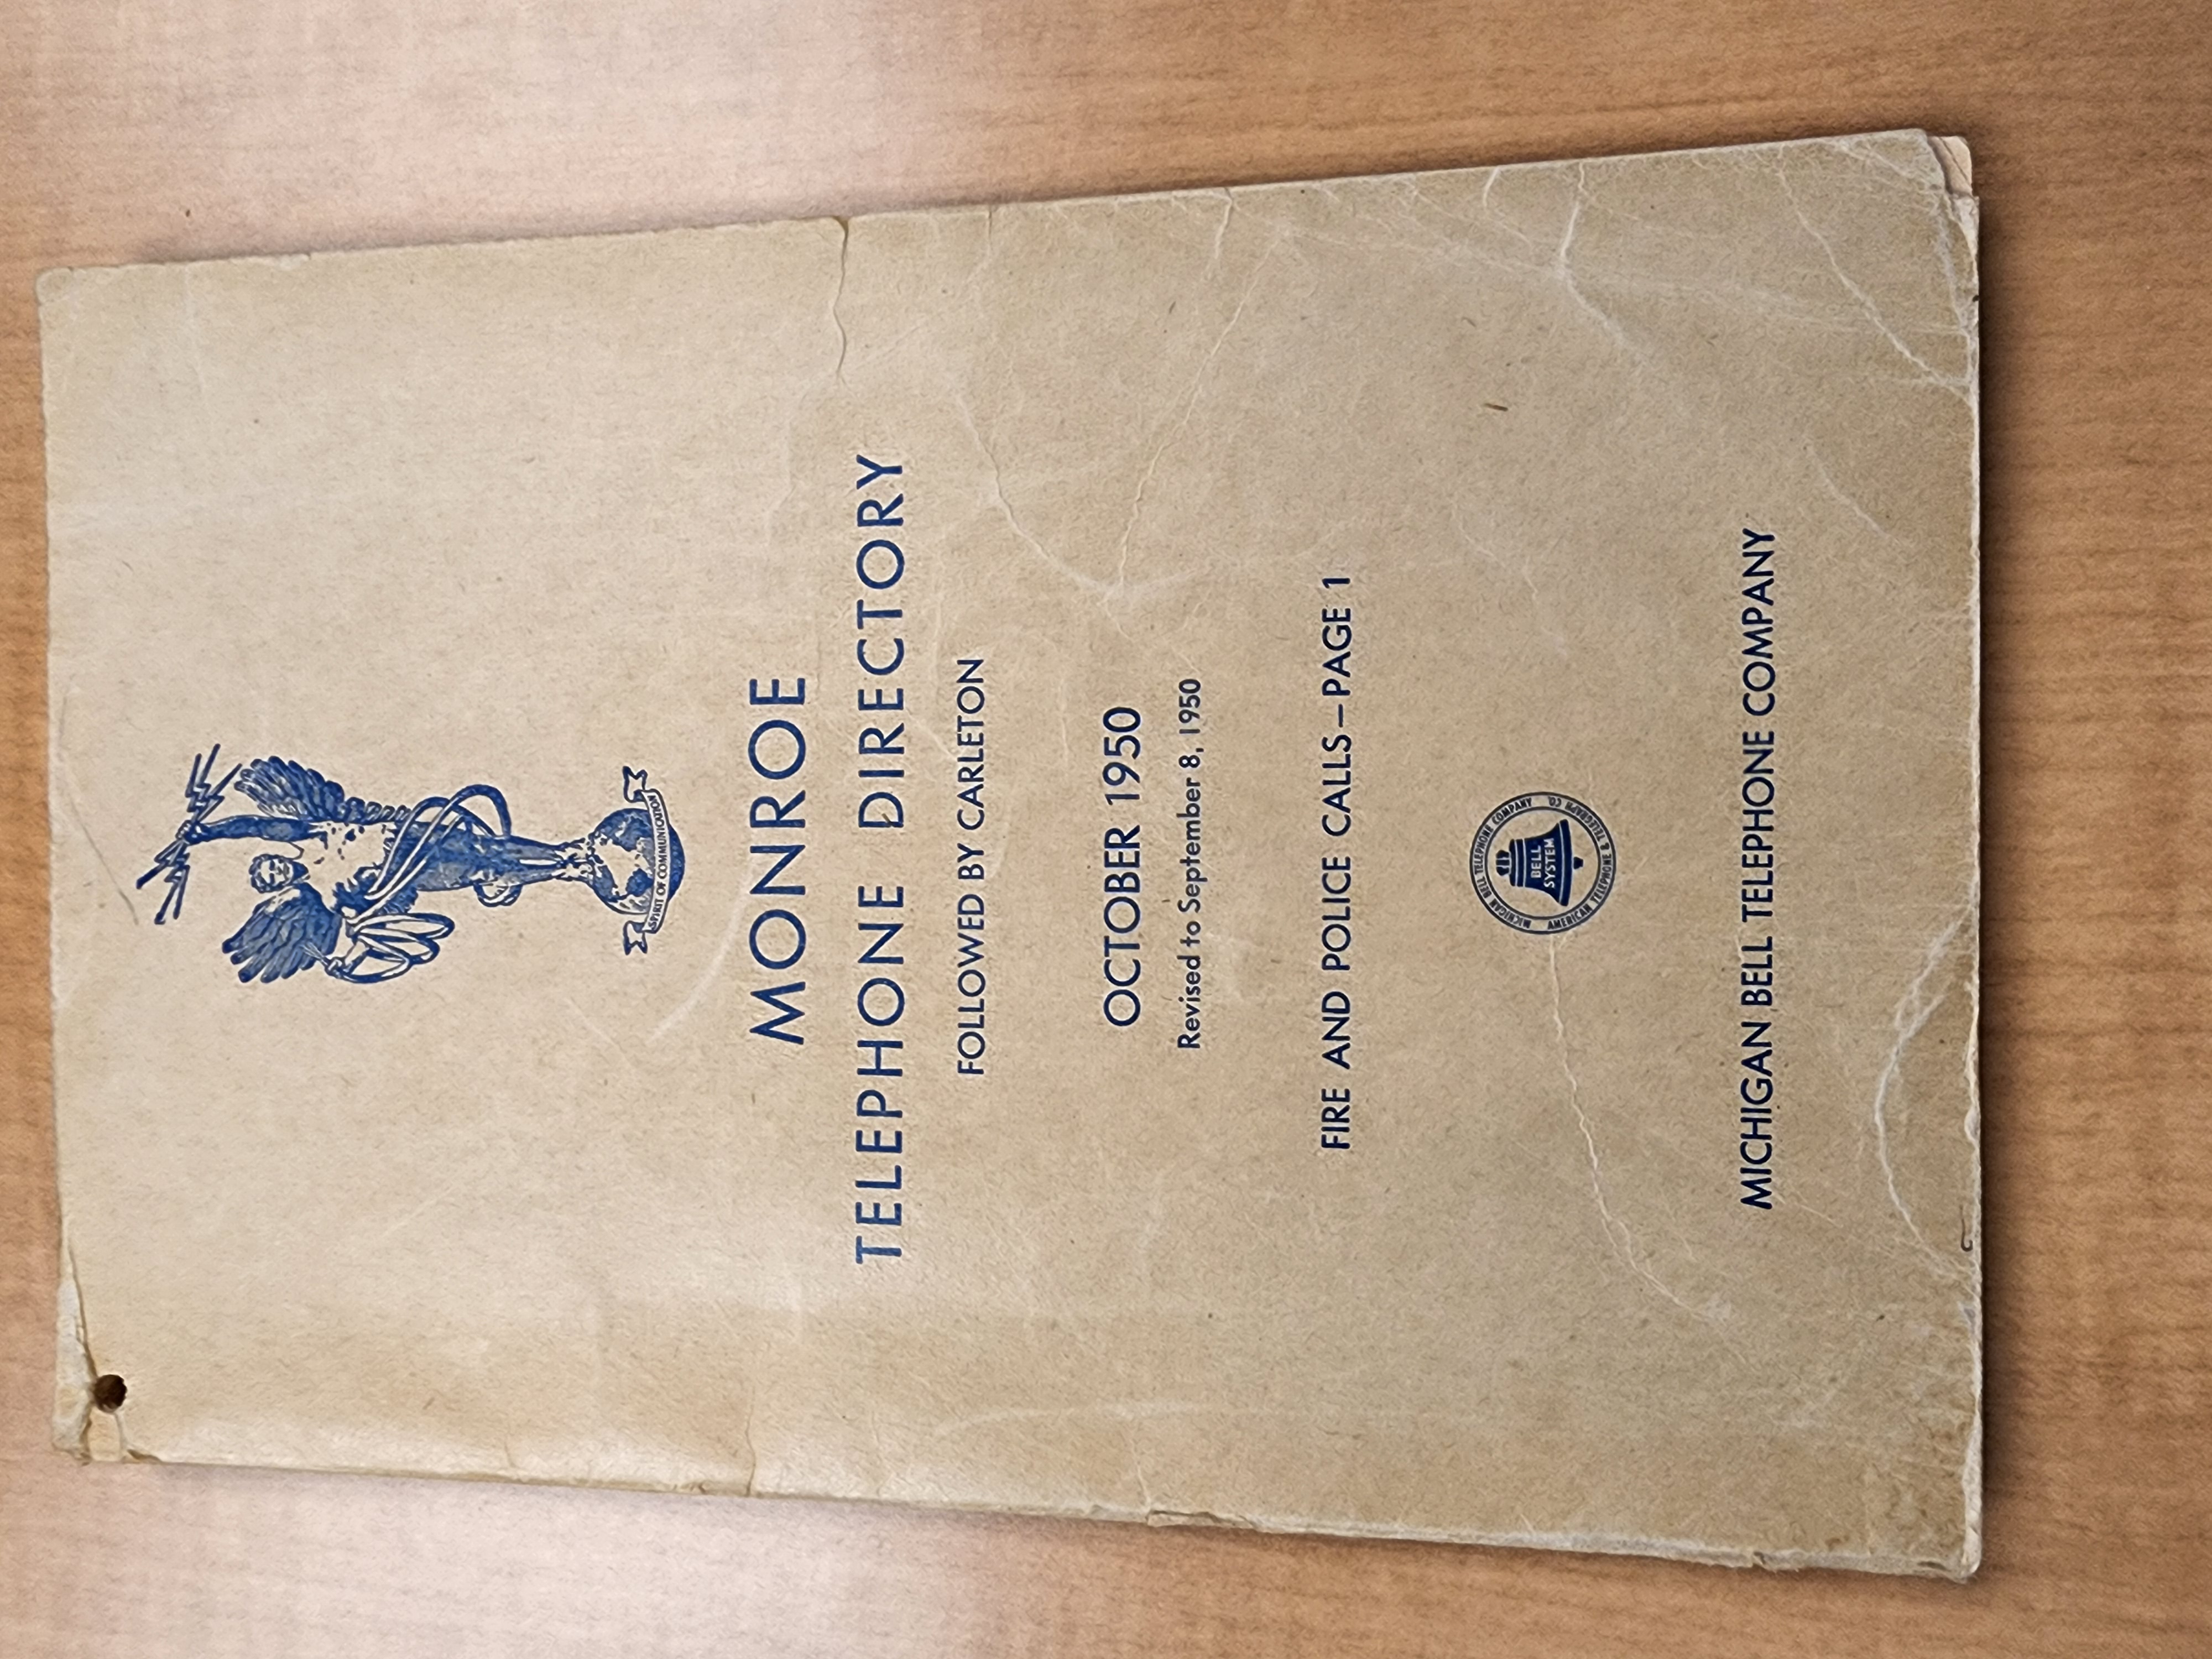 SPIRIT OF COMMUNICATION
MONROE
TELEPHONE DIRECTORY
FOLLOWED BY CARLETON
OCTOBER 1950
Revised to September 8, 1950
FIRE AND POLICE CALLS—PAGE 1
MICHIGAN BELL TELEPHONE COMPANY
BELL
SYSTEM
AMERICAN TELEPHONE & TELEGRAPH CO.
MICHIGAN BELL TELEPHONE COMPANY